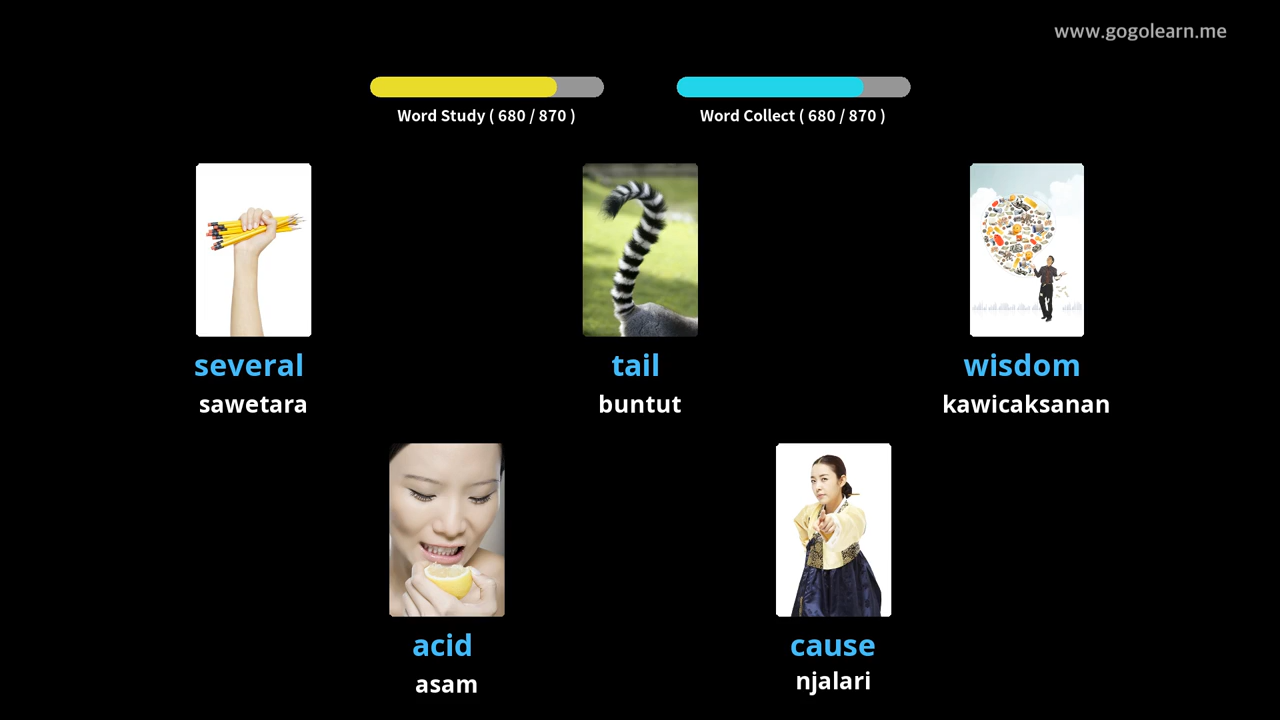 www.gogolearn.me
Word Study ( 680 / 870 )
Word Collect ( 680 / 870 )
several
sawetara
tail
buntut
wisdom
kawicaksanan
acid
asam
cause
njalari